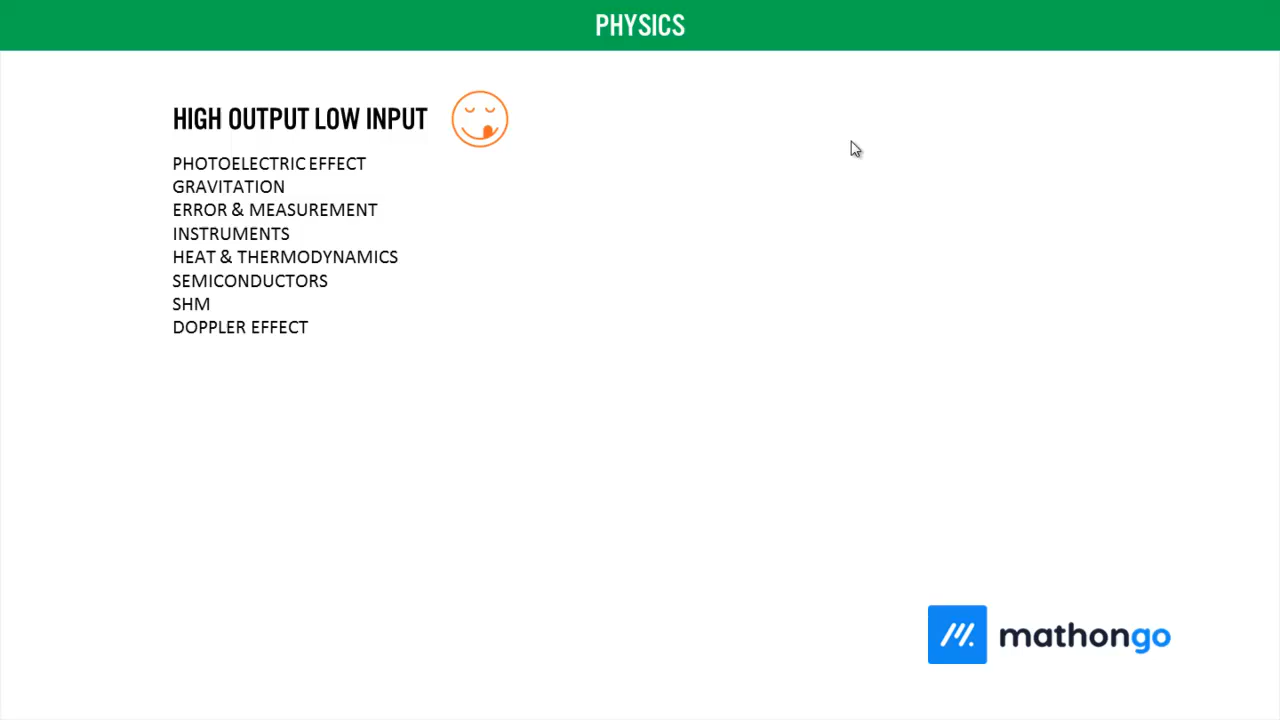 PHYSICS
HIGH OUTPUT LOW INPUT
PHOTOELECTRIC EFFECT
GRAVITATION
ERROR & MEASUREMENT
INSTRUMENTS
HEAT & THERMODYNAMICS
SEMICONDUCTORS
SHM
DOPPLER EFFECT
mathongo